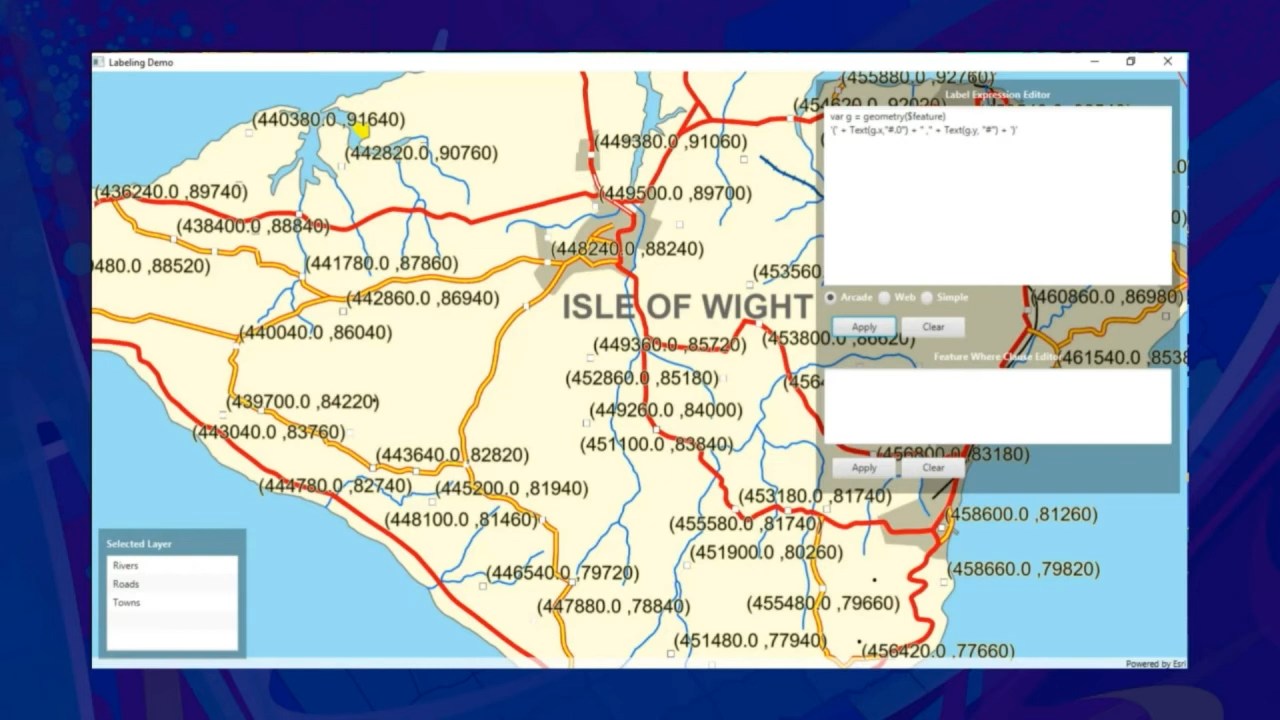 Labeling Demo
(455880.0 ,92760)
Label Expression Editor
(454620.0 ,92020)
var g = geometry($feature)
'(' + Text(g.x,"#.0") + " ," + Text(g.y, "#") + ')'
(440380.0 ,91640)
(449380.0 ,91060)
(442820.0 ,90760)
(436240.0 ,89740)
(449500.0 ,89700)
(438400.0 ,88840)
(448240.0 ,88240)
0480 ,88520)
(441780.0 ,87860)
(453560
(442860.0 ,86940)
ISLE OF WIGHT
Arcade Web Simple
(460860.0 ,86980)
Apply Clear
(440040.0 ,86040)
(449360.0 ,85720)
(453800.0 ,86620)
Feature Where Clause Editor
(461540.0 ,8538
(452860.0 ,85180)
(4564
(439700.0 ,84220)
(449260.0 ,84000)
(443040.0 ,83760)
(451100.0 ,83840)
(443640.0 ,82820)
(456800.0 ,83180)
Apply Clear
(444780.0 ,82740)
(445200.0 ,81940)
(453180.0 ,81740)
(448100.0 ,81460)
(455580.0 ,81740)
(458600.0 ,81260)
Selected Layer
(451900.0 ,80260)
Rivers
(446540.0 ,79720)
(458660.0 ,79820)
Roads
Towns
(447880.0 ,78840)
(455480.0 ,79660)
(451480.0 ,77940)
(456420.0 ,77660)
Powered by Esri